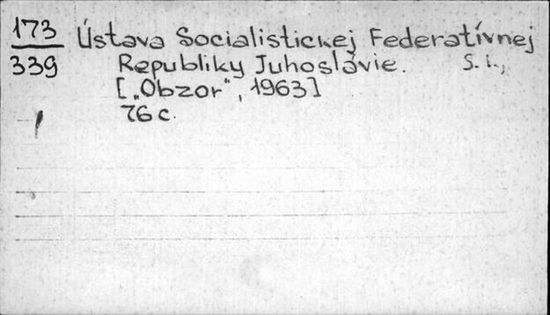 173 Ústava Socialistickej Federatívnej
339 Republiky Juhoslávie. S. l.,
["Obzor", 1963]
76 c.